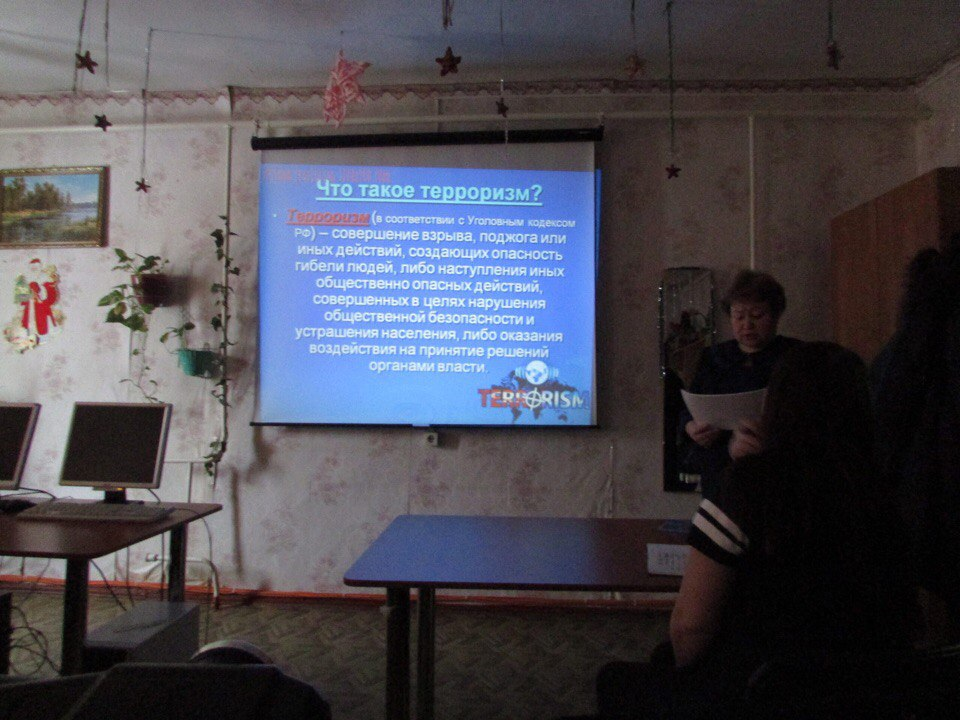 Что такое терроризм?
Терроризм (в соответствии с Уголовным кодексом
РФ) – совершение взрыва, поджога или
иных действий, создающих опасность
гибели людей, либо наступления иных
общественно опасных действий,
совершенных в целях нарушения
общественной безопасности и
устрашения населения, либо оказания
воздействия на принятие решений
органами власти.
TERRORISM